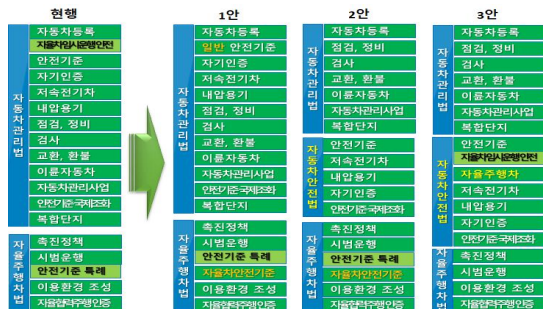 현행
자동차관리법
자동차등록
자율차임시운행안전
안전기준
자기인증
저속전기차
내압용기
점검, 정비
검사
교환, 환불
이륜자동차
자동차관리사업
안전기준국제조화
복합단지
자율주행차법
촉진정책
시범운행
안전기준 특례
이용환경 조성
자율협력주행인증
1안
자동차관리법
자동차등록
일반 안전기준
자기인증
저속전기차
내압용기
점검, 정비
검사
교환, 환불
이륜자동차
자동차관리사업
안전기준국제조화
복합단지
자율주행차법
촉진정책
시범운행
안전기준 특례
자율차안전기준
이용환경 조성
자율협력주행인증
2안
자동차관리법
자동차등록
점검, 정비
검사
교환, 환불
이륜자동차
자동차관리사업
복합단지
자동차안전법
안전기준
저속전기차
내압용기
자기인증
안전기준국제조화
자율주행차법
촉진정책
시범운행
안전기준 특례
자율차안전기준
이용환경 조성
자율협력주행인증
3안
자동차관리법
자동차등록
점검, 정비
검사
교환, 환불
이륜자동차
자동차관리사업
복합단지
자동차안전법
안전기준
자율차임시운행안전
자율주행차
저속전기차
내압용기
자기인증
안전기준국제조화
자율주행차법
촉진정책
시범운행
이용환경 조성
자율협력주행인증